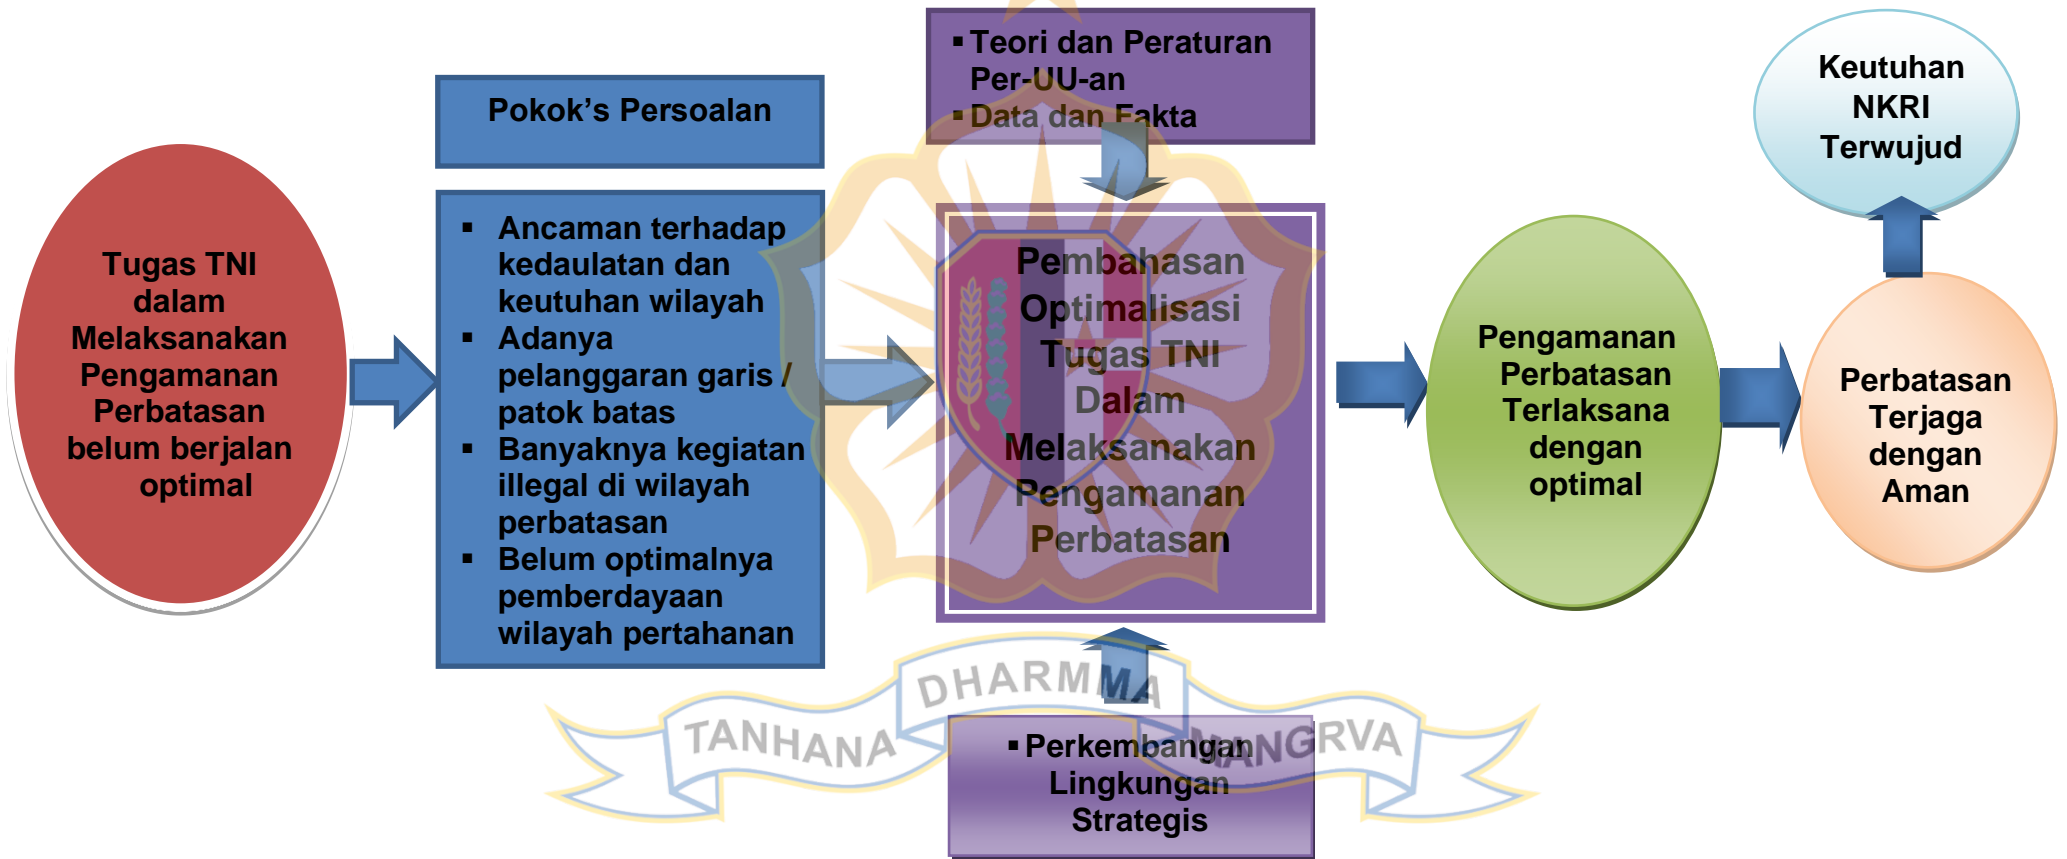 Tugas TNI
dalam
Melaksanakan
Pengamanan
Perbatasan
belum berjalan
optimal
Pokok’s Persoalan
▪ Ancaman terhadap
kedaulatan dan
keutuhan wilayah
▪ Adanya
pelanggaran garis /
patok batas
▪ Banyaknya kegiatan
illegal di wilayah
perbatasan
▪ Belum optimalnya
pemberdayaan
wilayah pertahanan
▪ Teori dan Peraturan
Per-UU-an
▪ Data dan Fakta
Pembahasan
Optimalisasi
Tugas TNI
Dalam
Melaksanakan
Pengamanan
Perbatasan
▪ Perkembangan
Lingkungan
Strategis
Pengamanan
Perbatasan
Terlaksana
dengan
optimal
Perbatasan
Terjaga
dengan
Aman
Keutuhan
NKRI
Terwujud
TANHANA DHARMMA MANGRVA